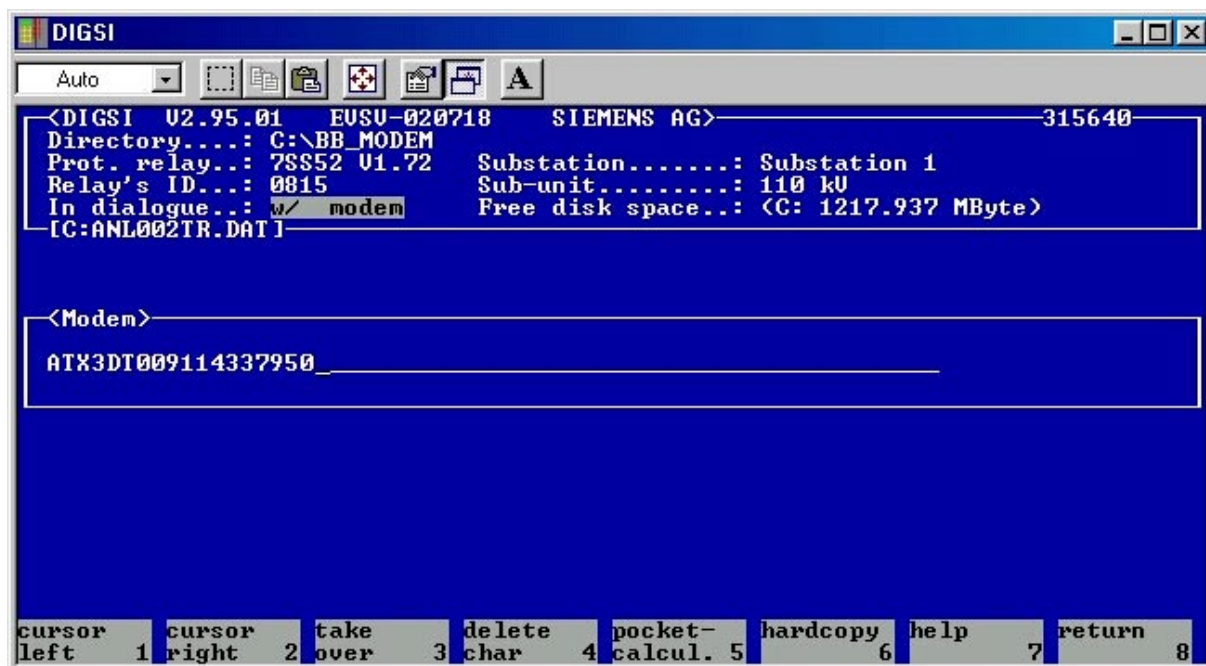 DIGSI
Auto
A
<DIGSI V2.95.01 EVSV-020718 SIEMENS AG> 315640
Directory....: C:\BB_MODEM
Prot. relay..: 7SS52 V1.72 Substation.......: Substation 1
Relay's ID...: 0815 Sub-unit.........: 110 kV
In dialogue..: w/ modem Free disk space..: (C: 1217.937 MByte)
[C:ANL002TR.DAT]
<Modem>
ATX3DT009114337950_
cursor left 1 cursor right 2 take over 3 delete char 4 pocket-calcul. 5 hardcopy 6 help 7 return 8